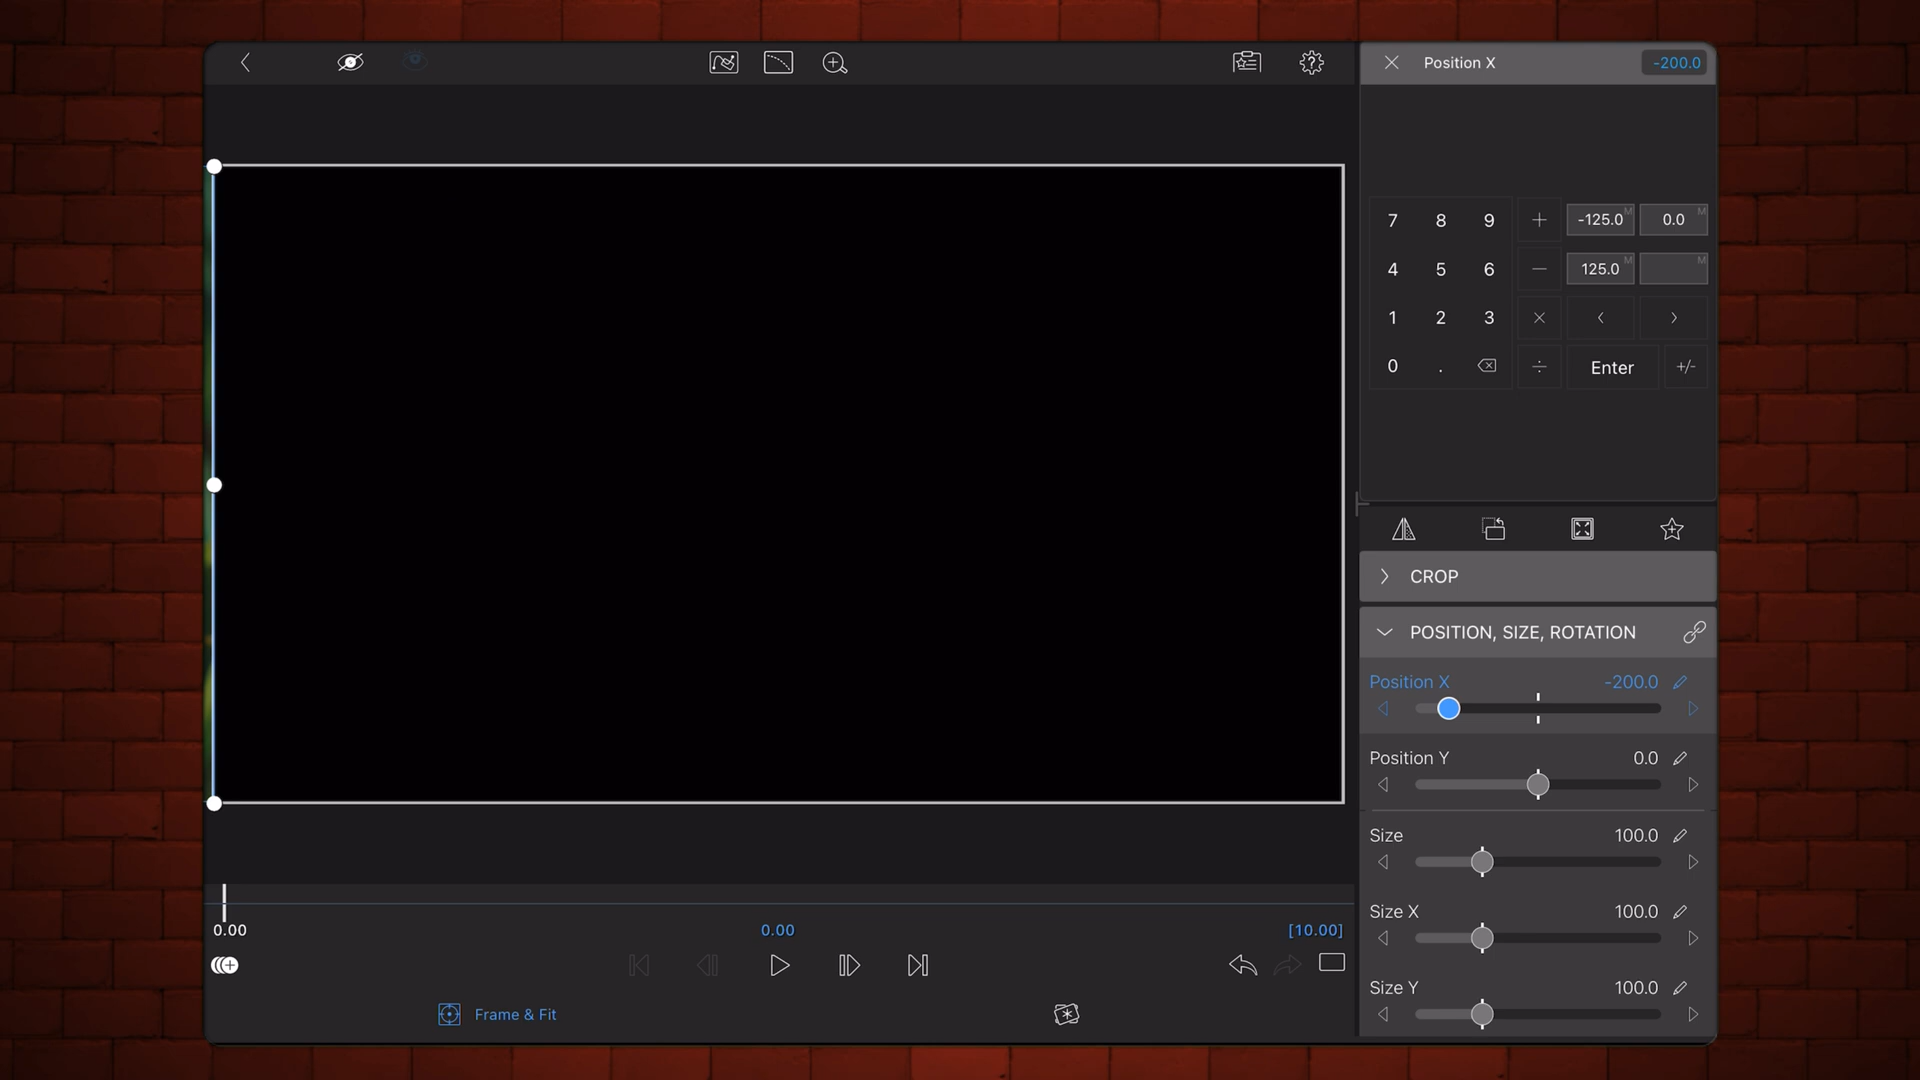 Position X -200.0
7 8 9 + -125.0 M 0.0 M
4 5 6 − 125.0 M M
1 2 3 × < >
0 . ÷ Enter +/-
CROP
POSITION, SIZE, ROTATION
Position X -200.0
Position Y 0.0
Size 100.0
Size X 100.0
Size Y 100.0
0.00 0.00 [10.00]
Frame & Fit